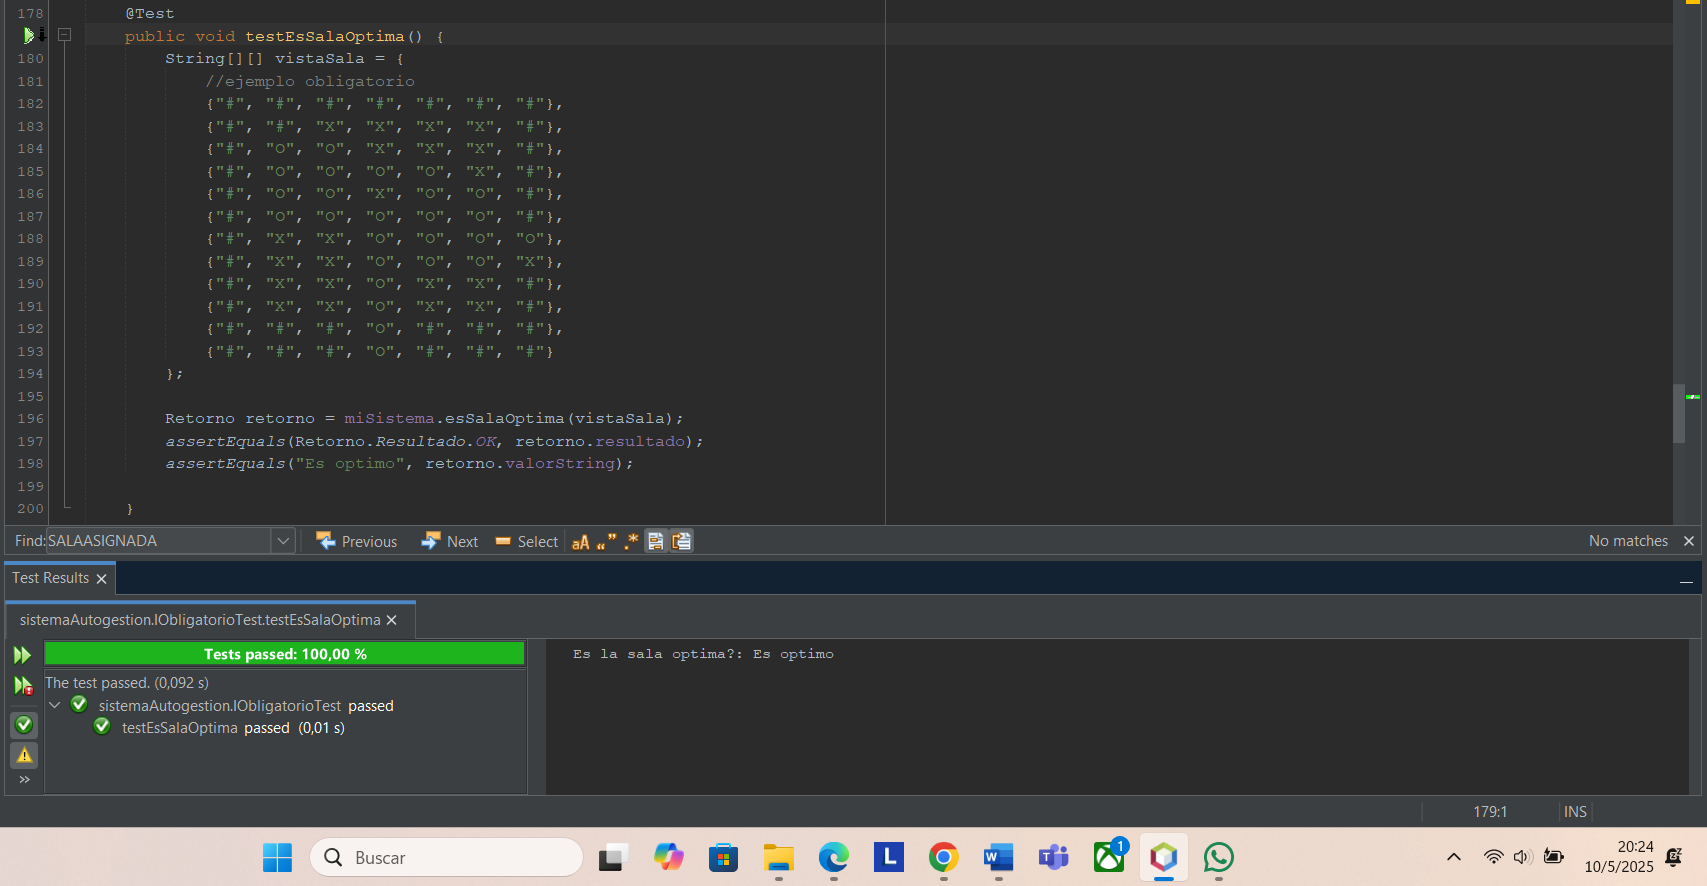 178 @Test
public void testEsSalaOptima() {
180 String[][] vistaSala = {
181 //ejemplo obligatorio
182 {"#", "#", "#", "#", "#", "#", "#"},
183 {"#", "#", "X", "X", "X", "X", "#"},
184 {"#", "O", "O", "X", "X", "X", "#"},
185 {"#", "O", "O", "O", "O", "X", "#"},
186 {"#", "O", "O", "X", "O", "O", "#"},
187 {"#", "O", "O", "O", "O", "O", "#"},
188 {"#", "X", "X", "O", "O", "O", "O"},
189 {"#", "X", "X", "O", "O", "O", "X"},
190 {"#", "X", "X", "O", "X", "X", "#"},
191 {"#", "X", "X", "O", "X", "X", "#"},
192 {"#", "#", "#", "O", "#", "#", "#"},
193 {"#", "#", "#", "O", "#", "#", "#"}
194 };
195
196 Retorno retorno = miSistema.esSalaOptima(vistaSala);
197 assertEquals(Retorno.Resultado.OK, retorno.resultado);
198 assertEquals("Es optimo", retorno.valorString);
199
200 }
Find: SALAASIGNADA Previous Next Select aA “” .* No matches
Test Results
sistemaAutogestion.IObligatorioTest.testEsSalaOptima
Tests passed: 100,00 % Es la sala optima?: Es optimo
The test passed. (0,092 s)
sistemaAutogestion.IObligatorioTest passed
testEsSalaOptima passed (0,01 s)
179:1 INS
Buscar 1 20:24
10/5/2025